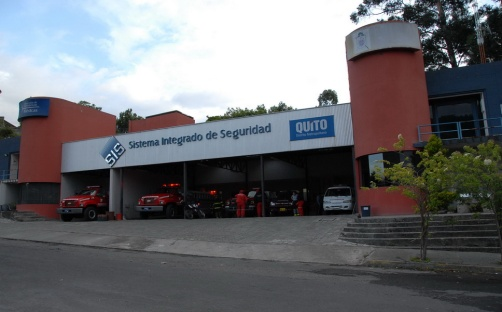 SIS
Sistema Integrado de Seguridad
QUITO